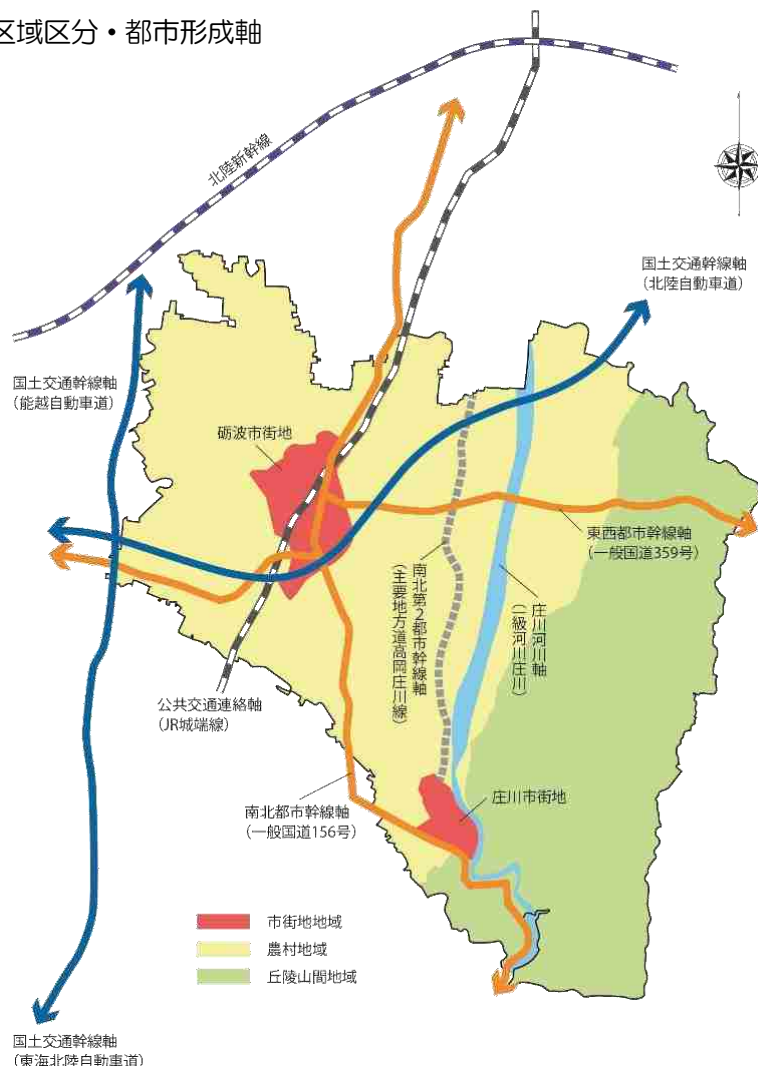 区域区分・都市形成軸
北陸新幹線
国土交通幹線軸
（北陸自動車道）
国土交通幹線軸
（能越自動車道）
砺波市街地
東西都市幹線軸
（一般国道359号）
南北第2都市幹線軸
（主要地方道高岡庄川線）
庄川河川軸
（一級河川庄川）
公共交通連絡軸
（JR城端線）
庄川市街地
南北都市幹線軸
（一般国道156号）
市街地地域
農村地域
丘陵山間地域
国土交通幹線軸
（東海北陸自動車道）